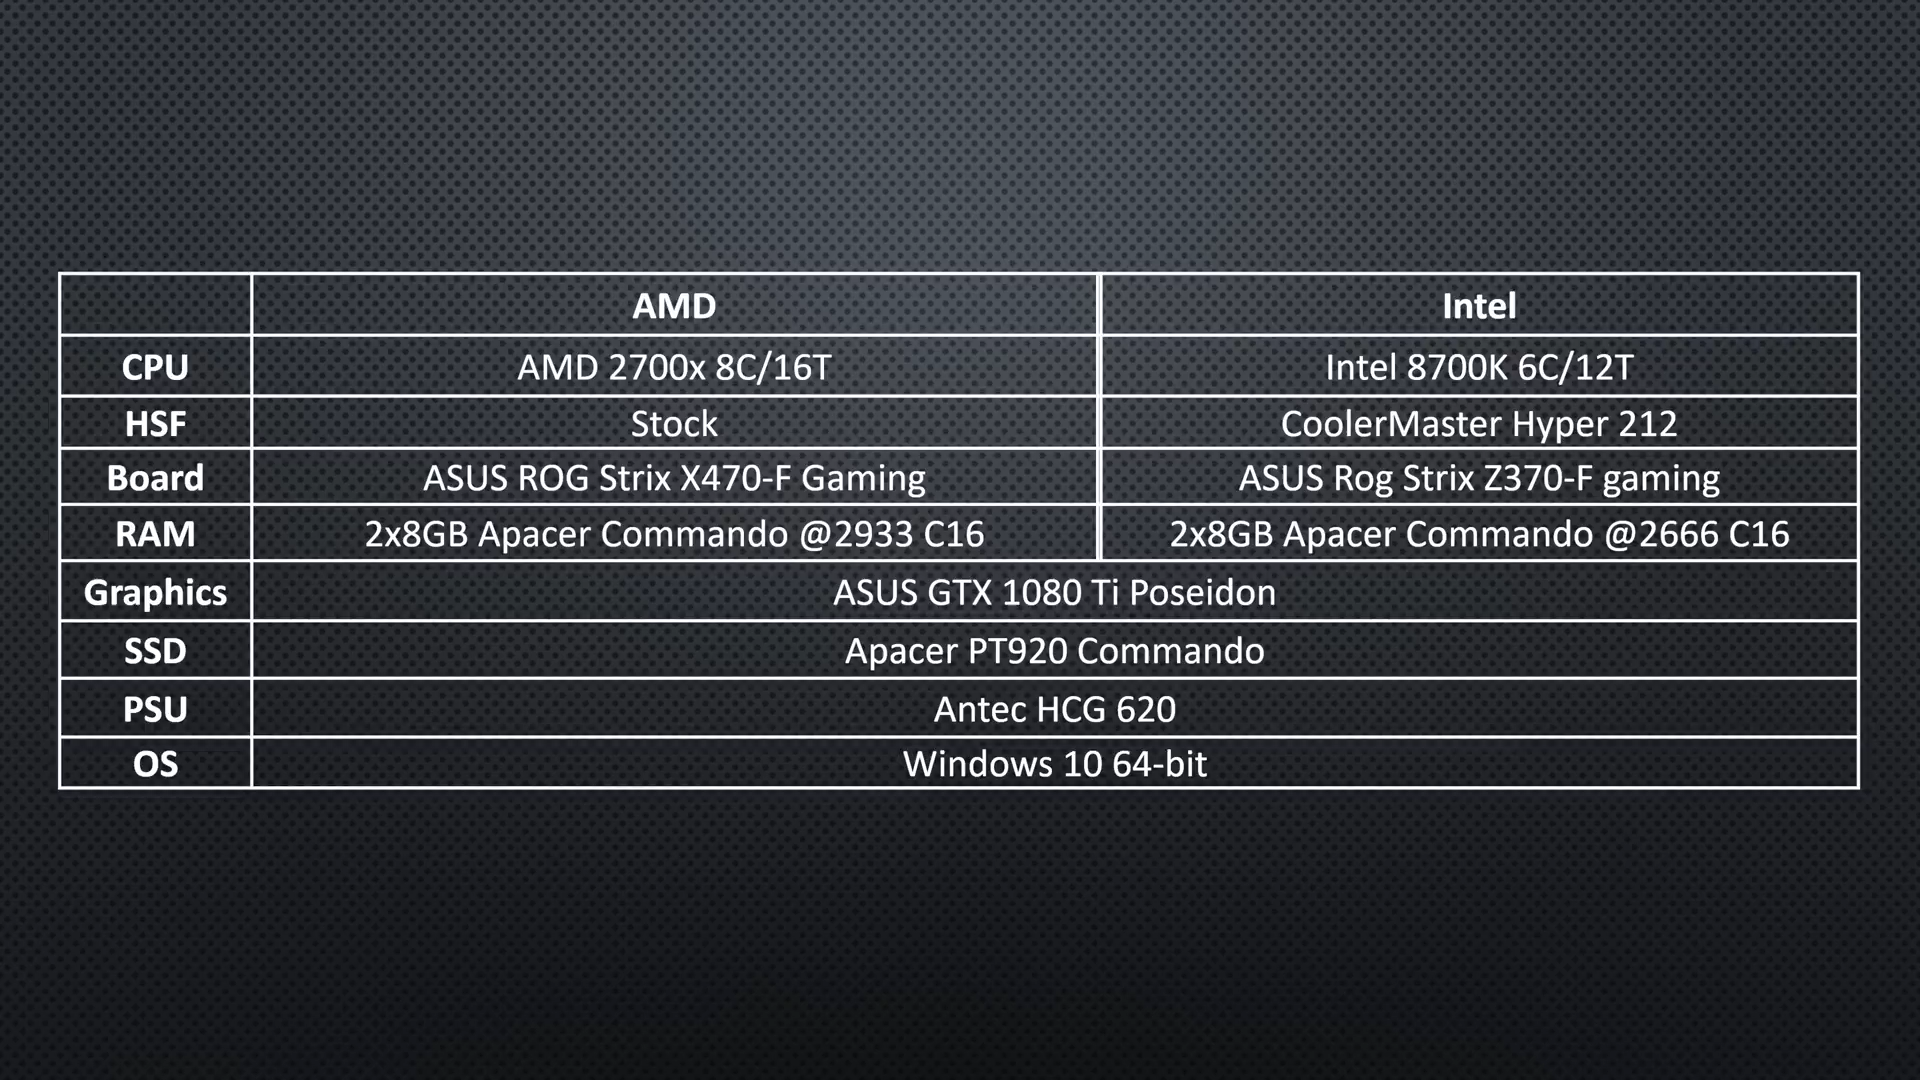 AMD Intel
CPU AMD 2700x 8C/16T Intel 8700K 6C/12T
HSF Stock CoolerMaster Hyper 212
Board ASUS ROG Strix X470-F Gaming ASUS Rog Strix Z370-F gaming
RAM 2x8GB Apacer Commando @2933 C16 2x8GB Apacer Commando @2666 C16
Graphics ASUS GTX 1080 Ti Poseidon
SSD Apacer PT920 Commando
PSU Antec HCG 620
OS Windows 10 64-bit